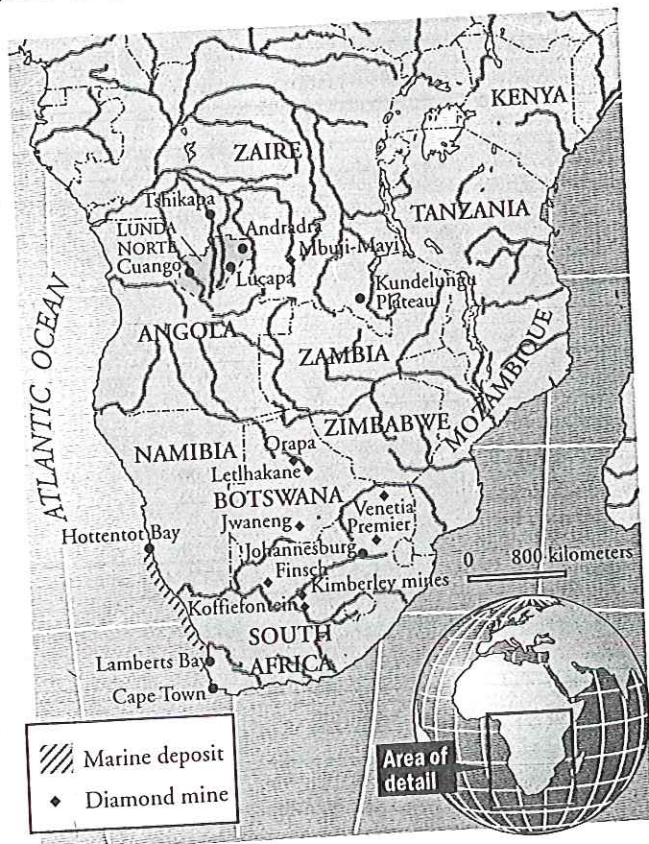 KENYA
ZAIRE
Tshikapa
TANZANIA
LUNDA
NORTE
Andradra
Mbuji-Mayi
Cuango
Lucapa
Kundelungu
Plateau
ATLANTIC OCEAN
ANGOLA
ZAMBIA
MOZAMBIQUE
ZIMBABWE
NAMIBIA
Orapa
Letlhakane
BOTSWANA
Venetia
Jwaneng
Premier
Hottentot Bay
Johannesburg
0 800 kilometers
Finsch
Kimberley mines
Koffiefontein
SOUTH
AFRICA
Lamberts Bay
Cape Town
Marine deposit
Diamond mine
Area of
detail